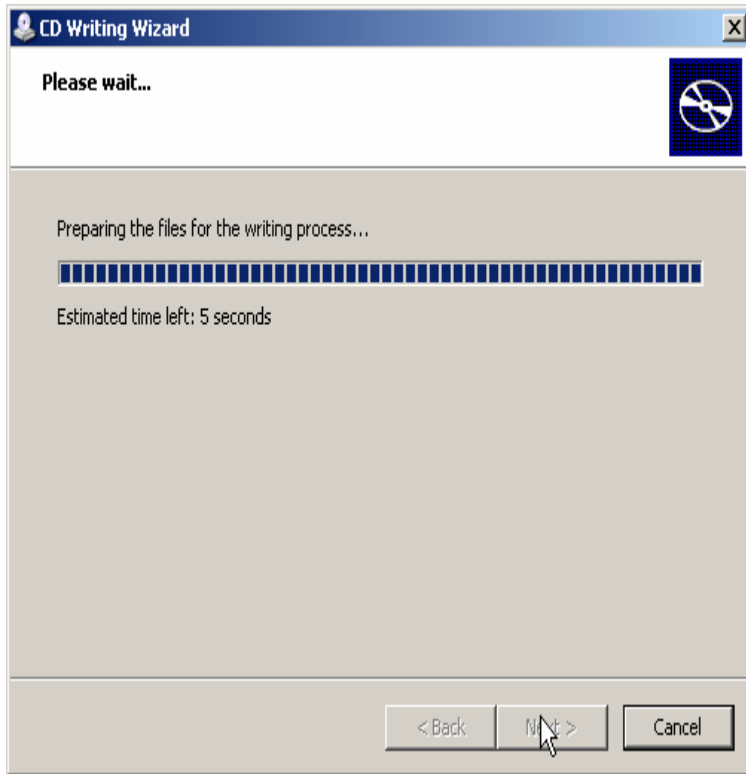 CD Writing Wizard
Please wait...
Preparing the files for the writing process...
Estimated time left: 5 seconds
< Back Next > Cancel